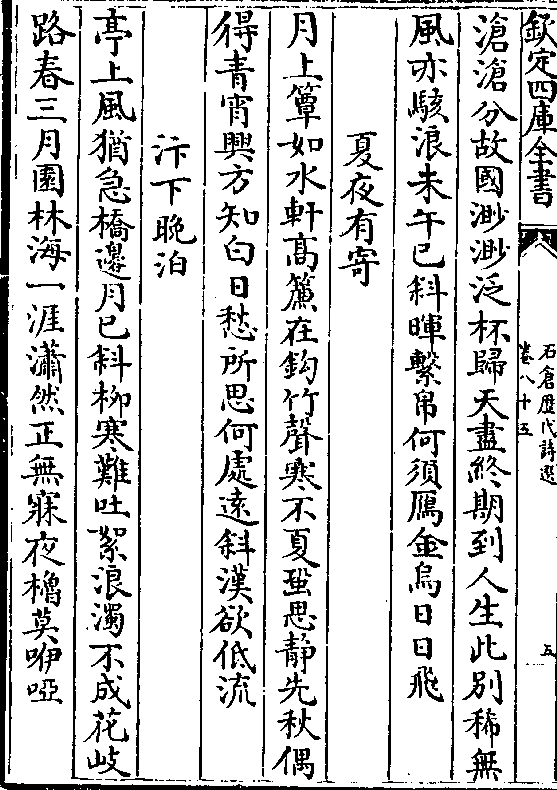 欽定四庫全書
石倉歷代詩選
卷八十五
五
滄滄分故國渺渺泛杯歸天盡終期到人生此別稀無
風亦駭浪未午已斜暉繫帛何須鴈金烏日日飛
夏夜有寄
月上簟如水軒高簾在鈎竹聲寒不夏蛩思静先秋偶
得青宵興方知白日愁所思何處逺斜漢欲低流
汴下晩泊
亭上風猶急橋邊月已斜柳寒難吐絮浪濁不成花岐
路春三月園林海一涯瀟然正無寐夜櫓莫咿啞